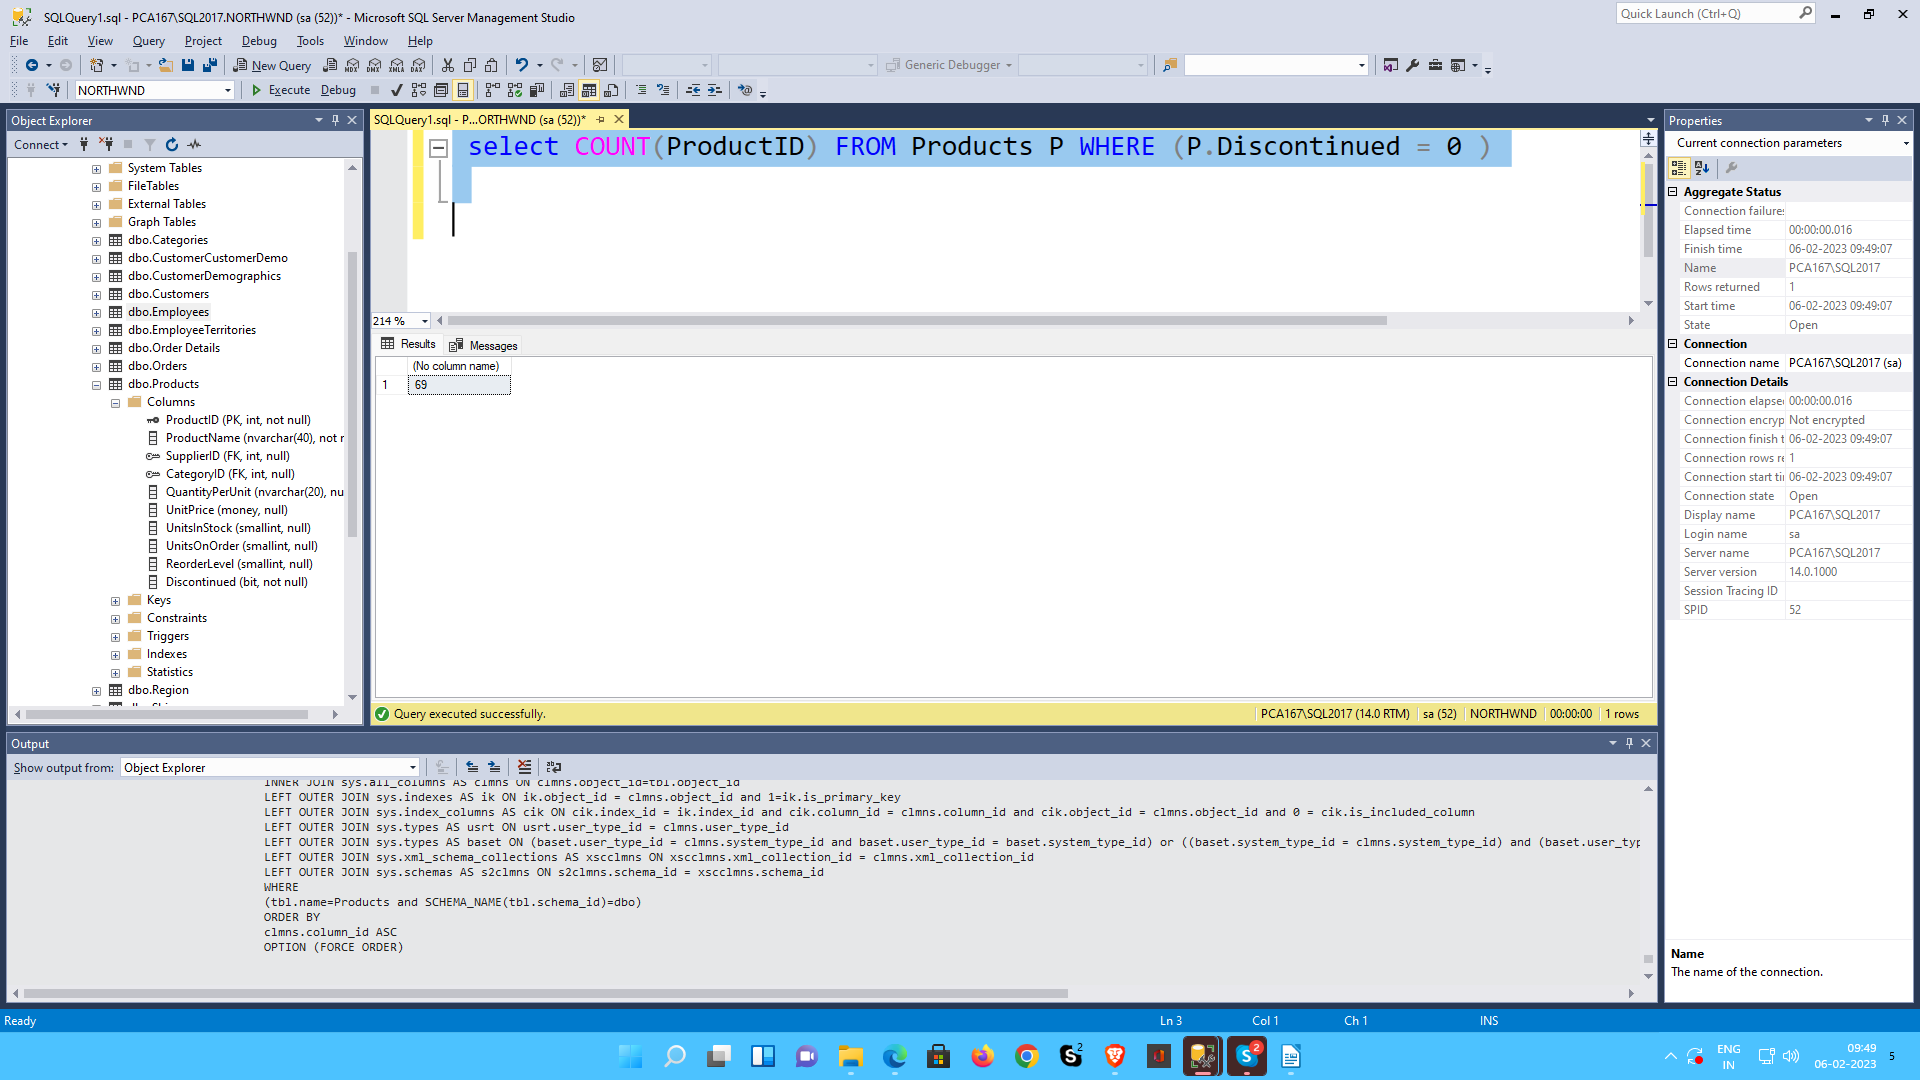 SQLQuery1.sql - PCA167\SQL2017.NORTHWND (sa (52))* - Microsoft SQL Server Management Studio
Quick Launch (Ctrl+Q)
File Edit View Query Project Debug Tools Window Help
New Query
MDX DMX XMLA DAX
Generic Debugger
NORTHWND
Execute Debug
Object Explorer
Connect
System Tables
FileTables
External Tables
Graph Tables
dbo.Categories
dbo.CustomerCustomerDemo
dbo.CustomerDemographics
dbo.Customers
dbo.Employees
dbo.EmployeeTerritories
dbo.Order Details
dbo.Orders
dbo.Products
Columns
ProductID (PK, int, not null)
ProductName (nvarchar(40), not r
SupplierID (FK, int, null)
CategoryID (FK, int, null)
QuantityPerUnit (nvarchar(20), nu
UnitPrice (money, null)
UnitsInStock (smallint, null)
UnitsOnOrder (smallint, null)
ReorderLevel (smallint, null)
Discontinued (bit, not null)
Keys
Constraints
Triggers
Indexes
Statistics
dbo.Region
SQLQuery1.sql - P...ORTHWND (sa (52))*
select COUNT(ProductID) FROM Products P WHERE (P.Discontinued = 0 )
214 %
Results Messages
(No column name)
1 69
Query executed successfully.
PCA167\SQL2017 (14.0 RTM) sa (52) NORTHWND 00:00:00 1 rows
Properties
Current connection parameters
Aggregate Status
Connection failures
Elapsed time 00:00:00.016
Finish time 06-02-2023 09:49:07
Name PCA167\SQL2017
Rows returned 1
Start time 06-02-2023 09:49:07
State Open
Connection
Connection name PCA167\SQL2017 (sa)
Connection Details
Connection elapse 00:00:00.016
Connection encryp Not encrypted
Connection finish t 06-02-2023 09:49:07
Connection rows re 1
Connection start ti 06-02-2023 09:49:07
Connection state Open
Display name PCA167\SQL2017
Login name sa
Server name PCA167\SQL2017
Server version 14.0.1000
Session Tracing ID
SPID 52
Name
The name of the connection.
Output
Show output from: Object Explorer
INNER JOIN sys.all_columns AS clmns ON clmns.object_id=tbl.object_id
LEFT OUTER JOIN sys.indexes AS ik ON ik.object_id = clmns.object_id and 1=ik.is_primary_key
LEFT OUTER JOIN sys.index_columns AS cik ON cik.index_id = ik.index_id and cik.column_id = clmns.column_id and cik.object_id = clmns.object_id and 0 = cik.is_included_column
LEFT OUTER JOIN sys.types AS usrt ON usrt.user_type_id = clmns.user_type_id
LEFT OUTER JOIN sys.types AS baset ON (baset.user_type_id = clmns.system_type_id and baset.user_type_id = baset.system_type_id) or ((baset.system_type_id = clmns.system_type_id) and (baset.user_typ
LEFT OUTER JOIN sys.xml_schema_collections AS xscclmns ON xscclmns.xml_collection_id = clmns.xml_collection_id
LEFT OUTER JOIN sys.schemas AS s2clmns ON s2clmns.schema_id = xscclmns.schema_id
WHERE
(tbl.name=Products and SCHEMA_NAME(tbl.schema_id)=dbo)
ORDER BY
clmns.column_id ASC
OPTION (FORCE ORDER)
Ready Ln 3 Col 1 Ch 1 INS
ENG
IN
09:49
06-02-2023
5